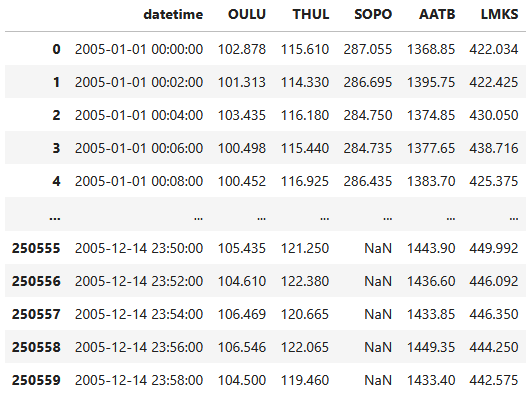 datetime OULU THUL SOPO AATB LMKS
0 2005-01-01 00:00:00 102.878 115.610 287.055 1368.85 422.034
1 2005-01-01 00:02:00 101.313 114.330 286.695 1395.75 422.425
2 2005-01-01 00:04:00 103.435 116.180 284.750 1374.85 430.050
3 2005-01-01 00:06:00 100.498 115.440 284.735 1377.65 438.716
4 2005-01-01 00:08:00 100.452 116.925 286.435 1383.70 425.375
... ... ... ... ... ... ...
250555 2005-12-14 23:50:00 105.435 121.250 NaN 1443.90 449.992
250556 2005-12-14 23:52:00 104.610 122.380 NaN 1436.60 446.092
250557 2005-12-14 23:54:00 106.469 120.665 NaN 1433.85 446.350
250558 2005-12-14 23:56:00 106.546 122.065 NaN 1449.35 444.250
250559 2005-12-14 23:58:00 104.500 119.460 NaN 1433.40 442.575